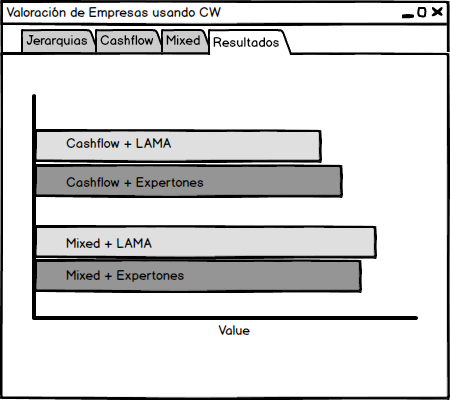 Valoración de Empresas usando CW
Jerarquias Cashflow Mixed Resultados
Cashflow + LAMA
Cashflow + Expertones
Mixed + LAMA
Mixed + Expertones
Value